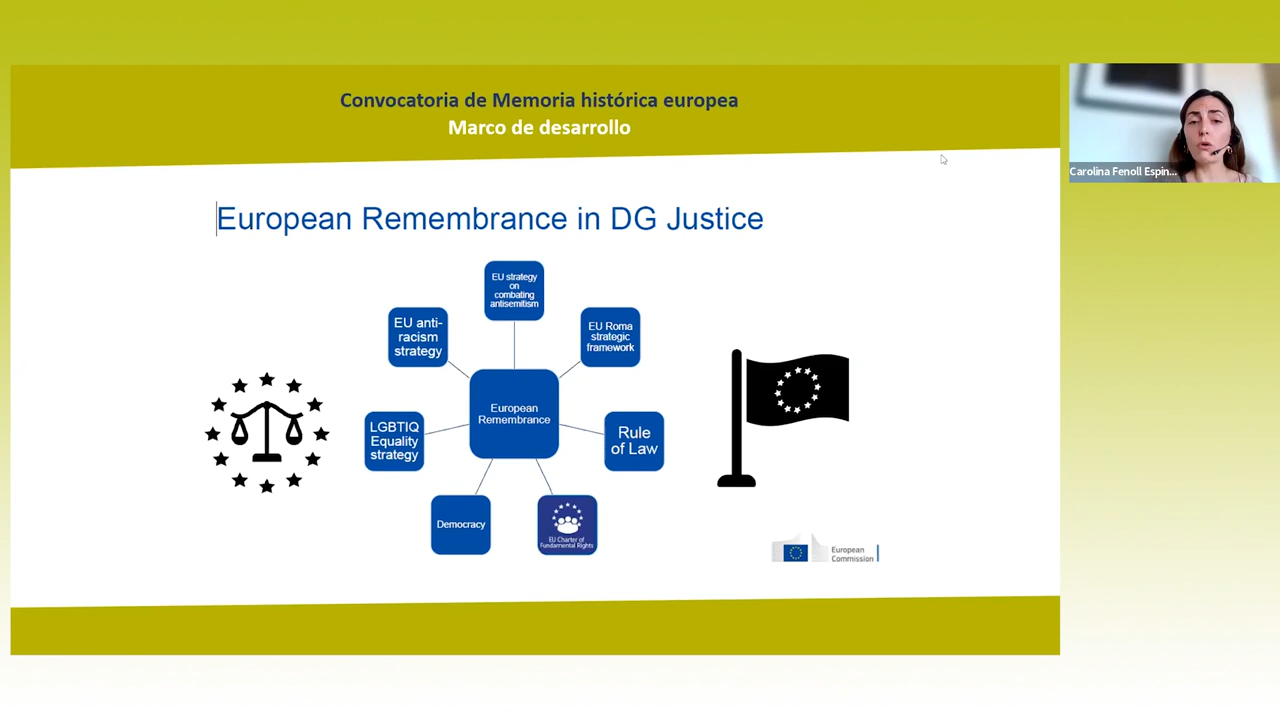 Convocatoria de Memoria histórica europea
Marco de desarrollo
Carolina Fenoll Espin...
European Remembrance in DG Justice
EU strategy
on
combating
antisemitism
EU anti-
racism
strategy
EU Roma
strategic
framework
European
Remembrance
LGBTIQ
Equality
strategy
Rule
of Law
Democracy
EU Charter of
Fundamental Rights
European
Commission